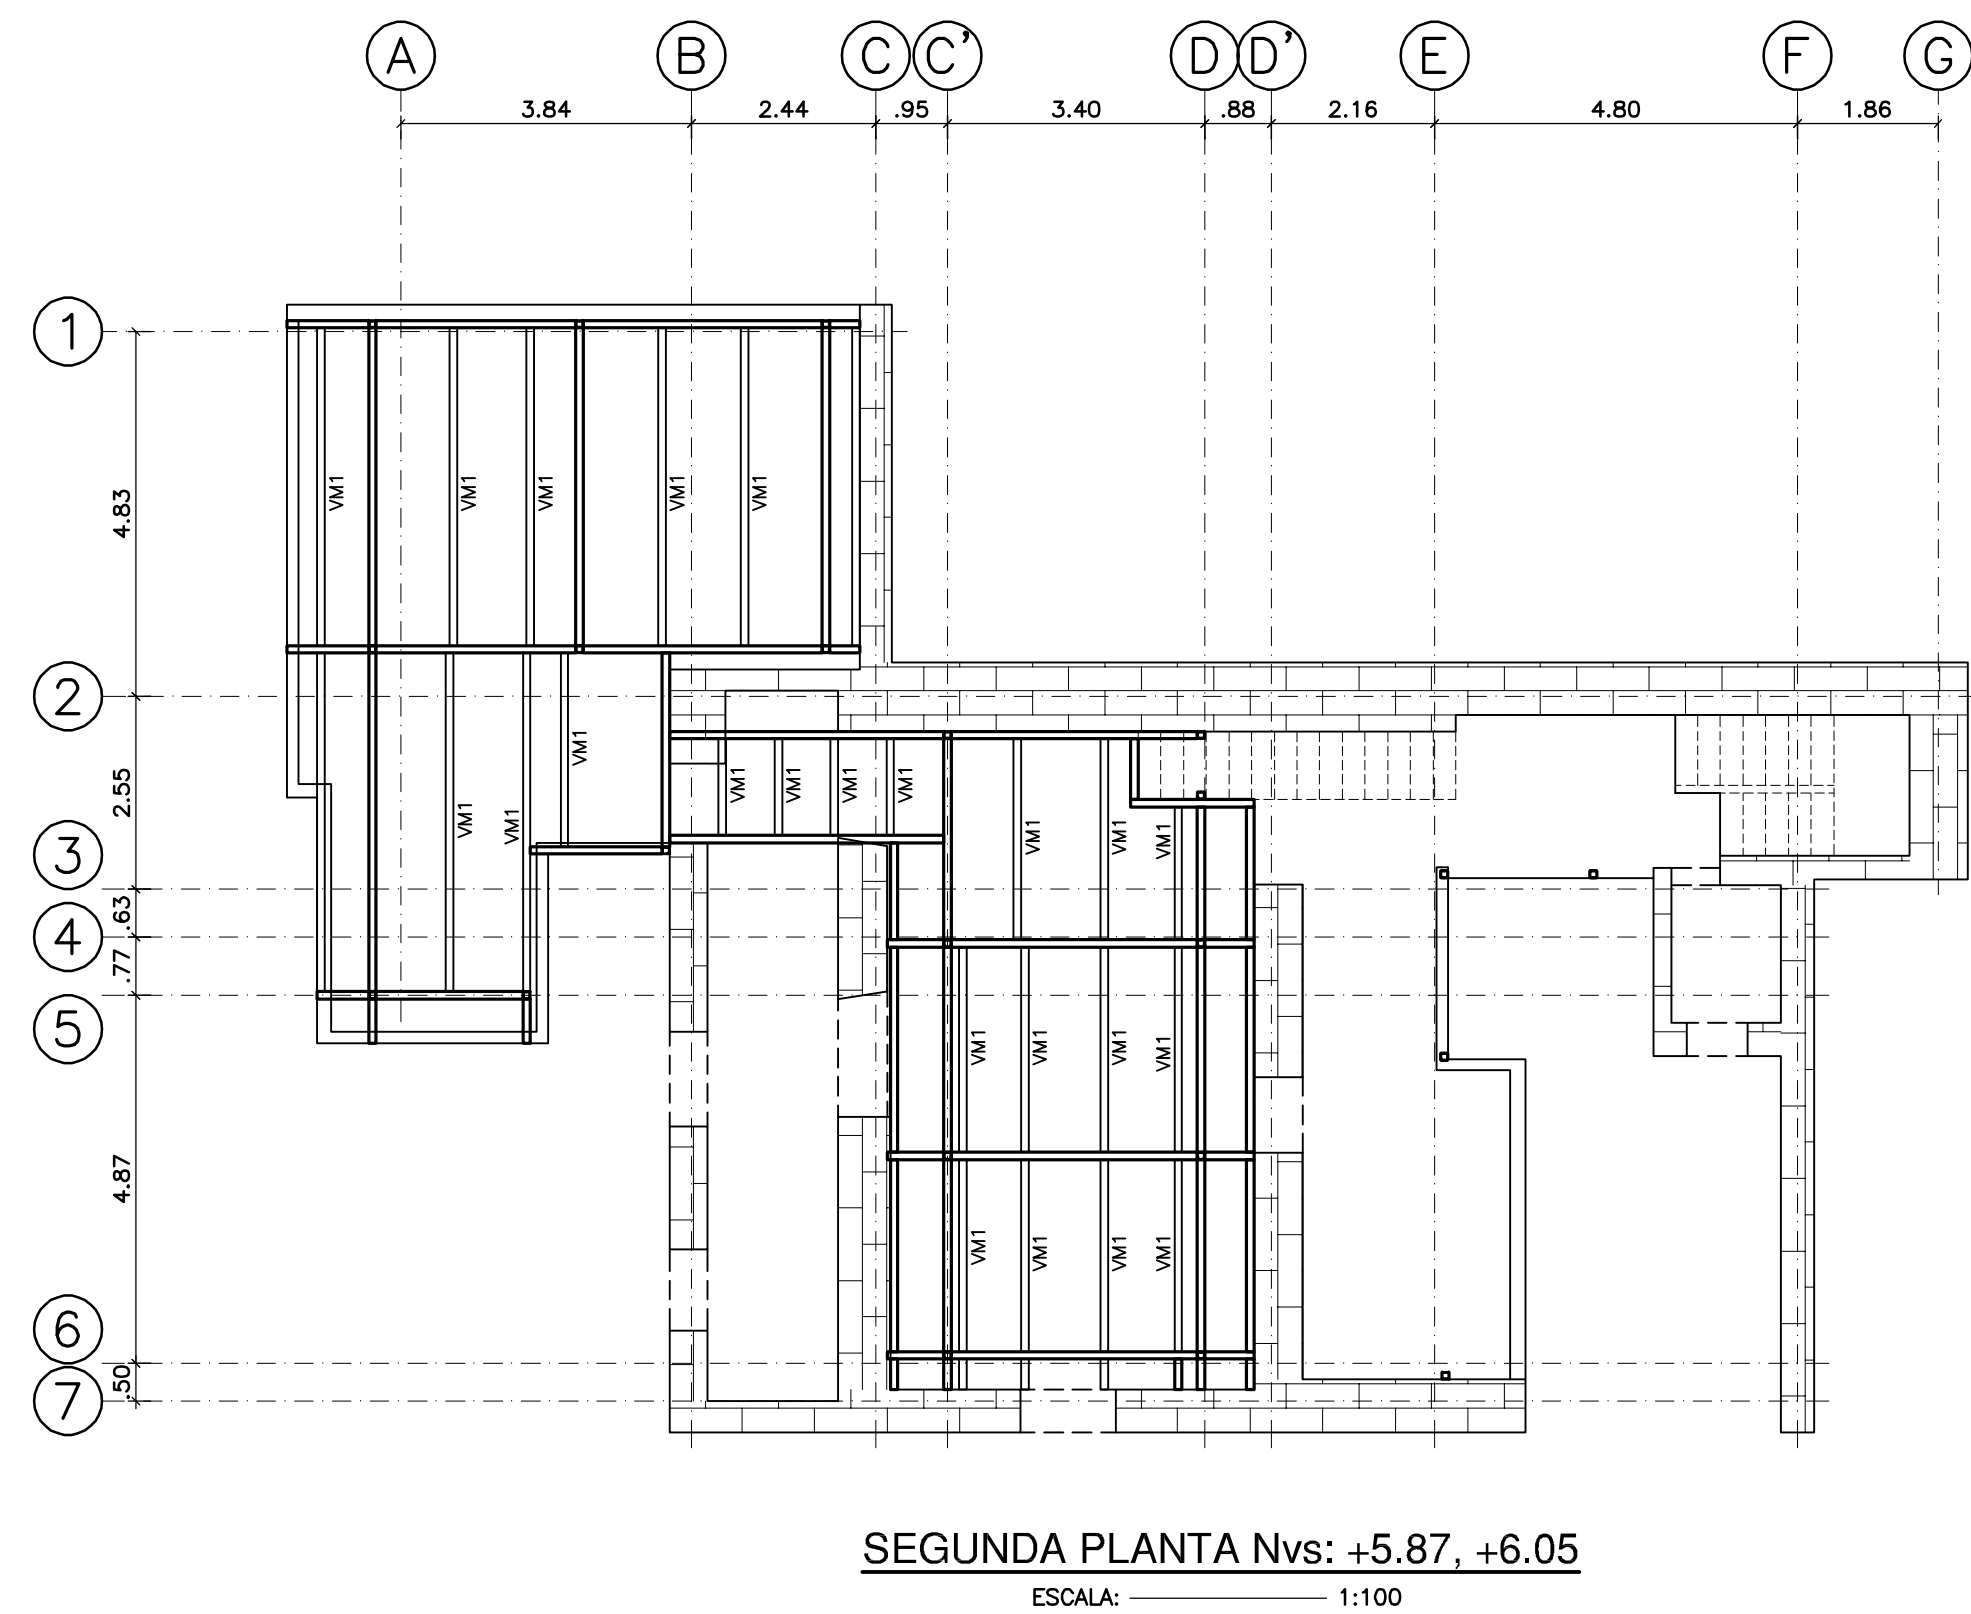 A B C C' D D' E F G
3.84 2.44 .95 3.40 .88 2.16 4.80 1.86
1
4.83
VM1 VM1 VM1 VM1 VM1
2
2.55
VM1
VM1 VM1 VM1 VM1
VM1 VM1
VM1 VM1 VM1
3
.63
4
.77
5
VM1 VM1 VM1 VM1
4.87
VM1 VM1 VM1 VM1
6
.50
7
SEGUNDA PLANTA Nvs: +5.87, +6.05
ESCALA: 1:100